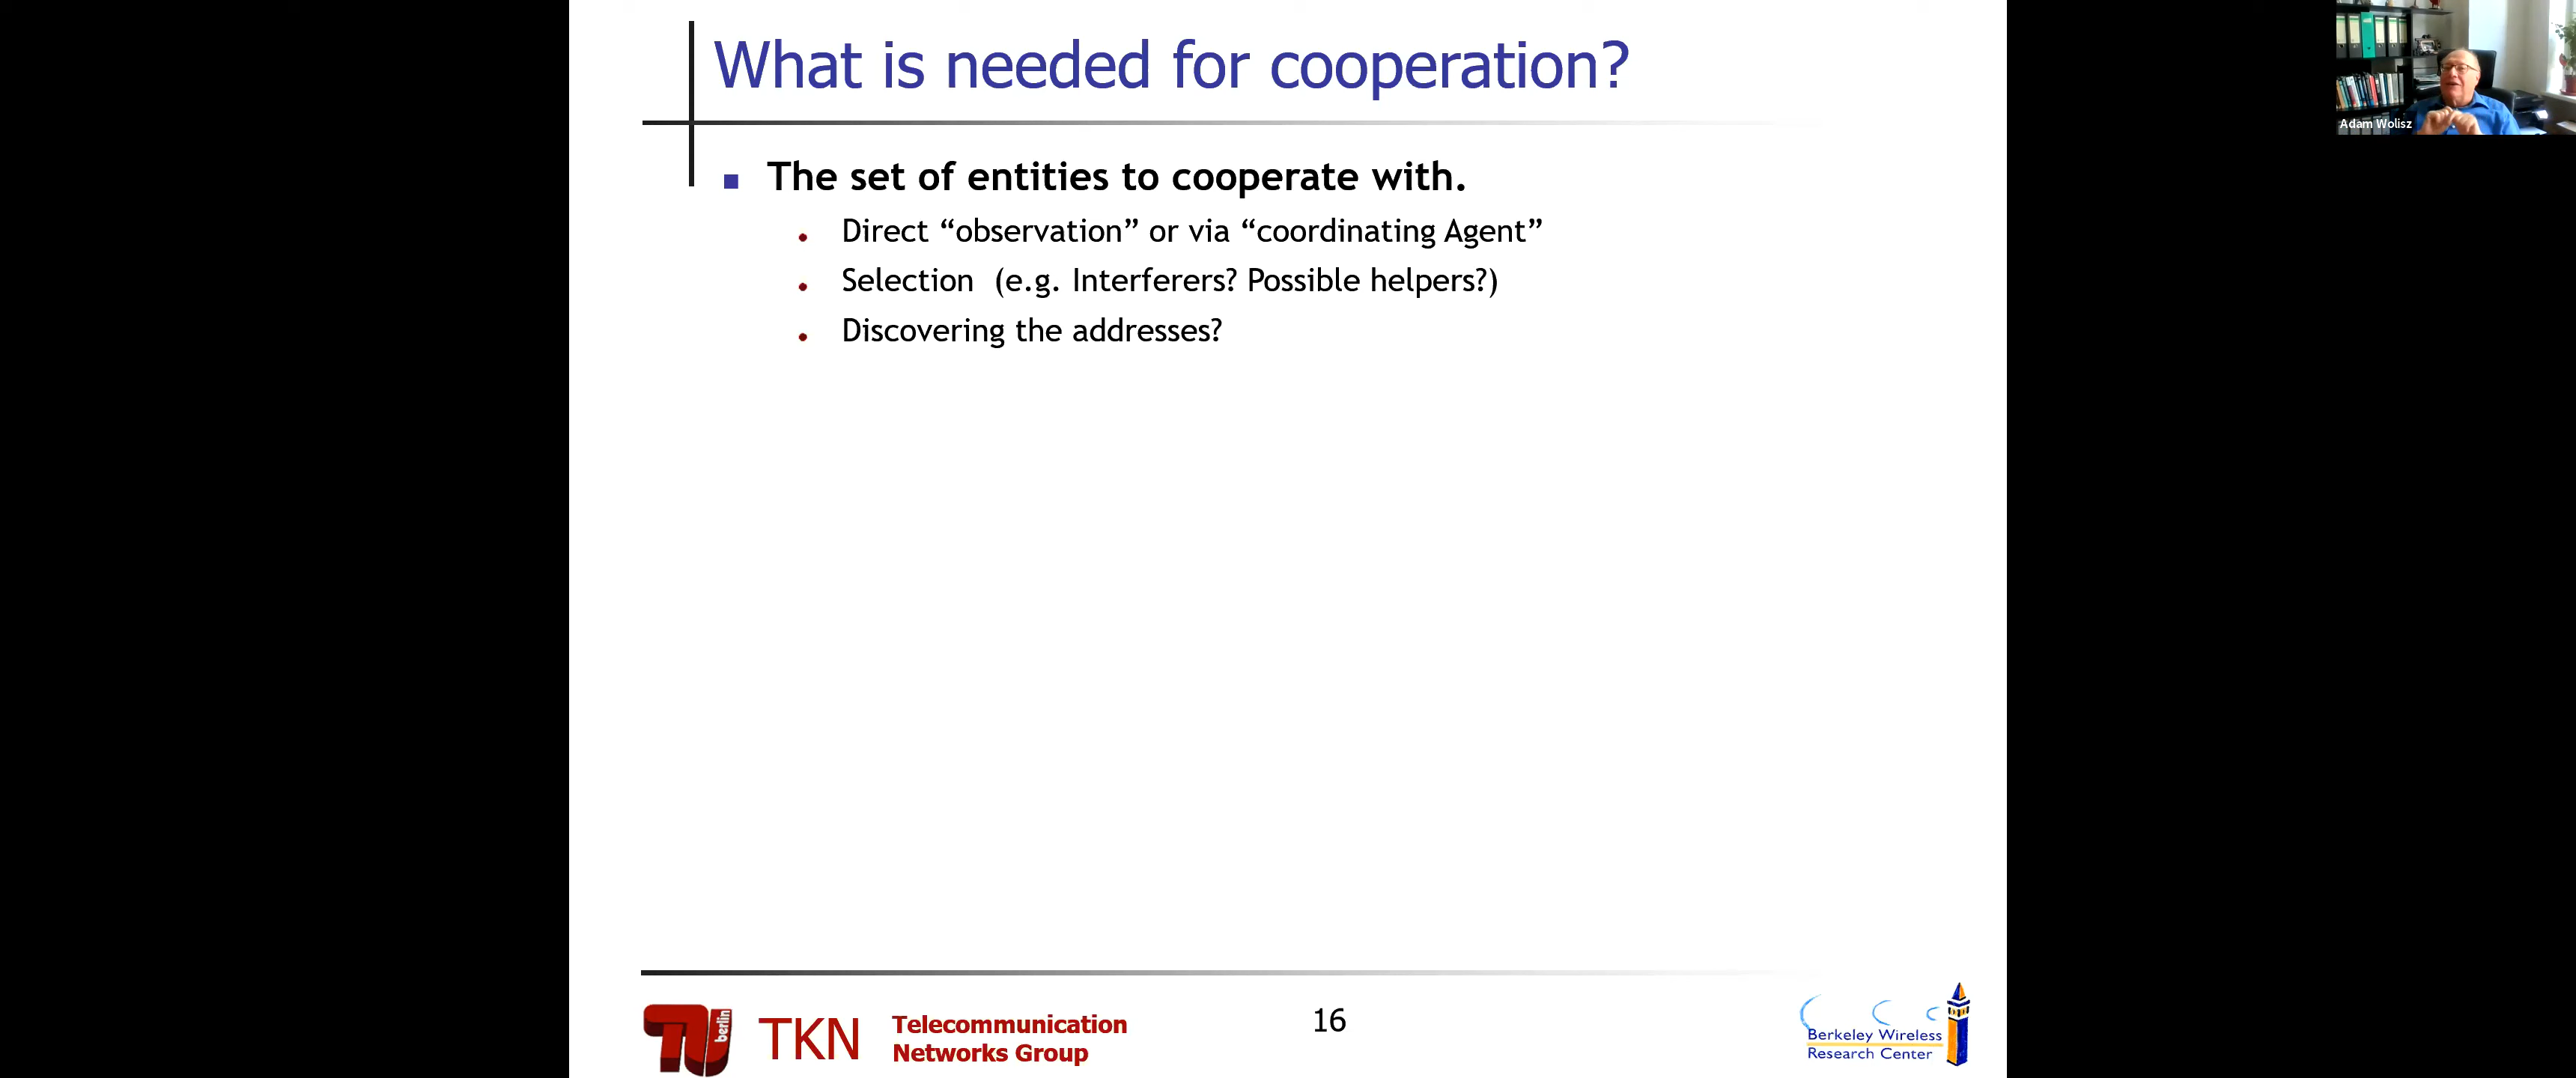 What is needed for cooperation?
Adam Wolisz
The set of entities to cooperate with.
Direct “observation” or via “coordinating Agent”
Selection (e.g. Interferers? Possible helpers?)
Discovering the addresses?
berlin
TKN
Telecommunication
Networks Group
16
Berkeley Wireless
Research Center